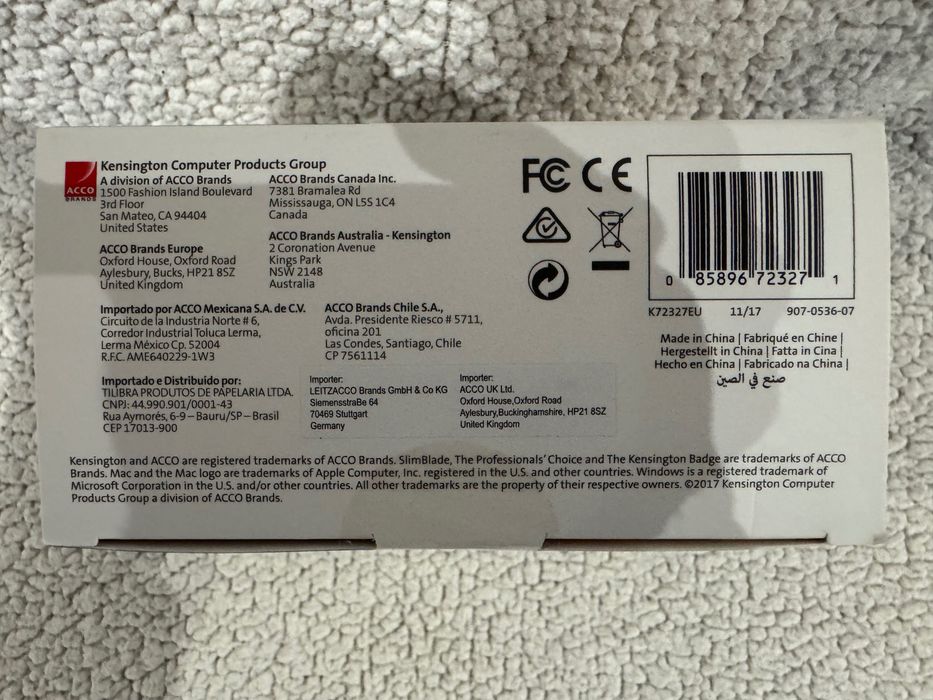 ACCO
BRANDS
Kensington Computer Products Group
A division of ACCO Brands
1500 Fashion Island Boulevard
3rd Floor
San Mateo, CA 94404
United States
ACCO Brands Europe
Oxford House, Oxford Road
Aylesbury, Bucks, HP21 8SZ
United Kingdom
ACCO Brands Canada Inc.
7381 Bramalea Rd
Mississauga, ON L5S 1C4
Canada
ACCO Brands Australia - Kensington
2 Coronation Avenue
Kings Park
NSW 2148
Australia
Importado por ACCO Mexicana S.A. de C.V.
Circuito de la Industria Norte # 6,
Corredor Industrial Toluca Lerma,
Lerma México Cp. 52004
R.F.C. AME640229-1W3
ACCO Brands Chile S.A.,
Avda. Presidente Riesco # 5711,
oficina 201
Las Condes, Santiago, Chile
CP 7561114
Importado e Distribuido por:
TILIBRA PRODUTOS DE PAPELARIA LTDA.
CNPJ: 44.990.901/0001-43
Rua Aymorés, 6-9 – Bauru/SP – Brasil
CEP 17013-900
Importer:
LEITZACCO Brands GmbH & Co KG
SiemensstraBe 64
70469 Stuttgart
Germany
Importer:
ACCO UK Ltd.
Oxford House,Oxford Road
Aylesbury,Buckinghamshire, HP21 8SZ
United Kingdom
FC CE
0 85896 72327 1
K72327EU 11/17 907-0536-07
Made in China | Fabriqué en Chine |
Hergestellt in China | Fatta in Cina |
Hecho en China | Fabricado na China |
صنع في الصين
Kensington and ACCO are registered trademarks of ACCO Brands. SlimBlade, The Professionals' Choice and The Kensington Badge are trademarks of ACCO
Brands. Mac and the Mac logo are trademarks of Apple Computer, Inc. registered in the U.S. and other countries. Windows is a registered trademark of
Microsoft Corporation in the U.S. and/or other countries. All other trademarks are the property of their respective owners. ©2017 Kensington Computer
Products Group a division of ACCO Brands.